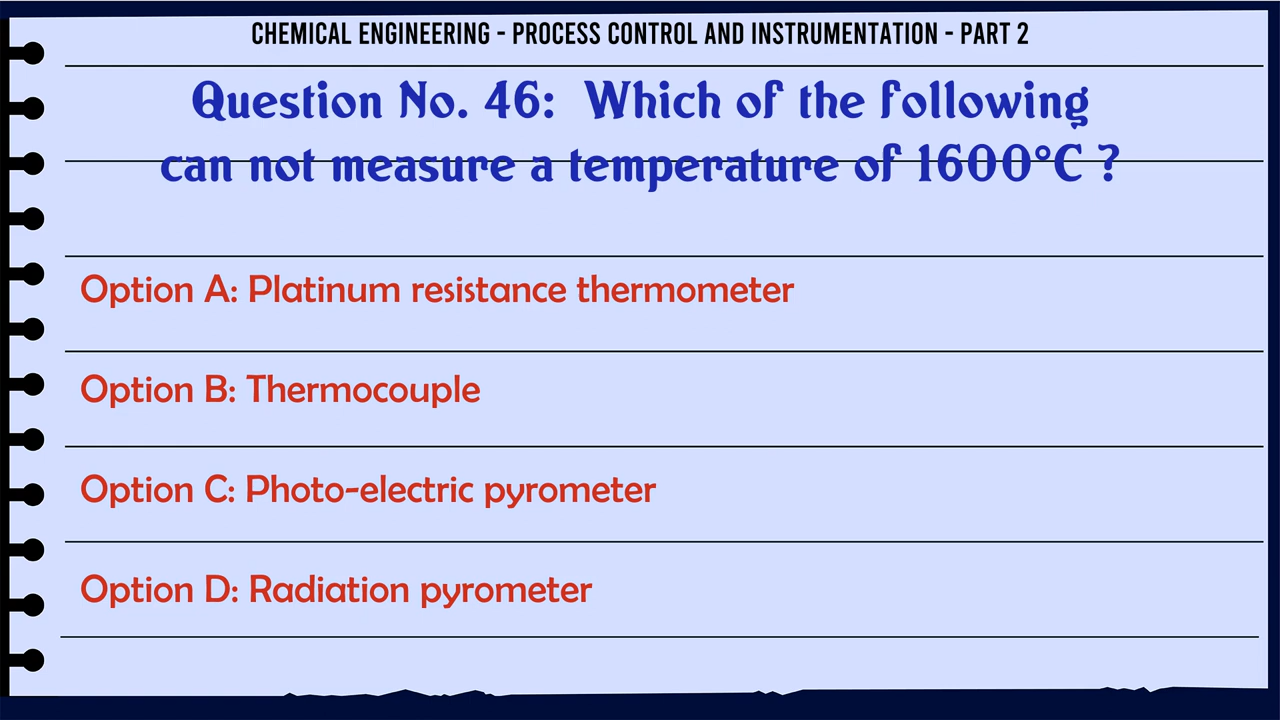 CHEMICAL ENGINEERING - PROCESS CONTROL AND INSTRUMENTATION - PART 2
Question No. 46: Which of the following
can not measure a temperature of 1600°C ?
Option A: Platinum resistance thermometer
Option B: Thermocouple
Option C: Photo-electric pyrometer
Option D: Radiation pyrometer